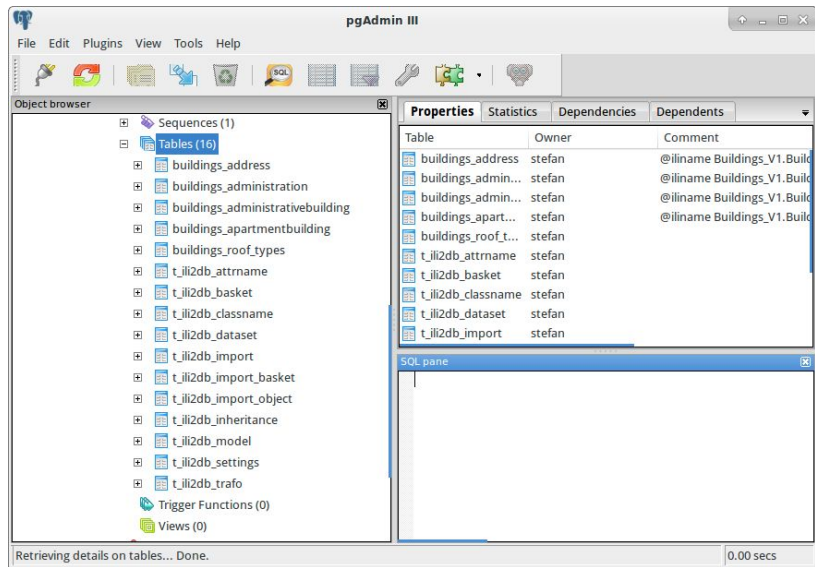 pgAdmin III
File Edit Plugins View Tools Help
SQL
Object browser
Sequences (1)
Tables (16)
buildings_address
buildings_administration
buildings_administrativebuilding
buildings_apartmentbuilding
buildings_roof_types
t_ili2db_attrname
t_ili2db_basket
t_ili2db_classname
t_ili2db_dataset
t_ili2db_import
t_ili2db_import_basket
t_ili2db_import_object
t_ili2db_inheritance
t_ili2db_model
t_ili2db_settings
t_ili2db_trafo
Trigger Functions (0)
Views (0)
Properties Statistics Dependencies Dependents
Table Owner Comment
buildings_address stefan @iliname Buildings_V1.Build
buildings_admin... stefan @iliname Buildings_V1.Build
buildings_admin... stefan @iliname Buildings_V1.Build
buildings_apart... stefan @iliname Buildings_V1.Build
buildings_roof_t... stefan
t_ili2db_attrname stefan
t_ili2db_basket stefan
t_ili2db_classname stefan
t_ili2db_dataset stefan
t_ili2db_import stefan
SQL pane
Retrieving details on tables... Done. 0.00 secs